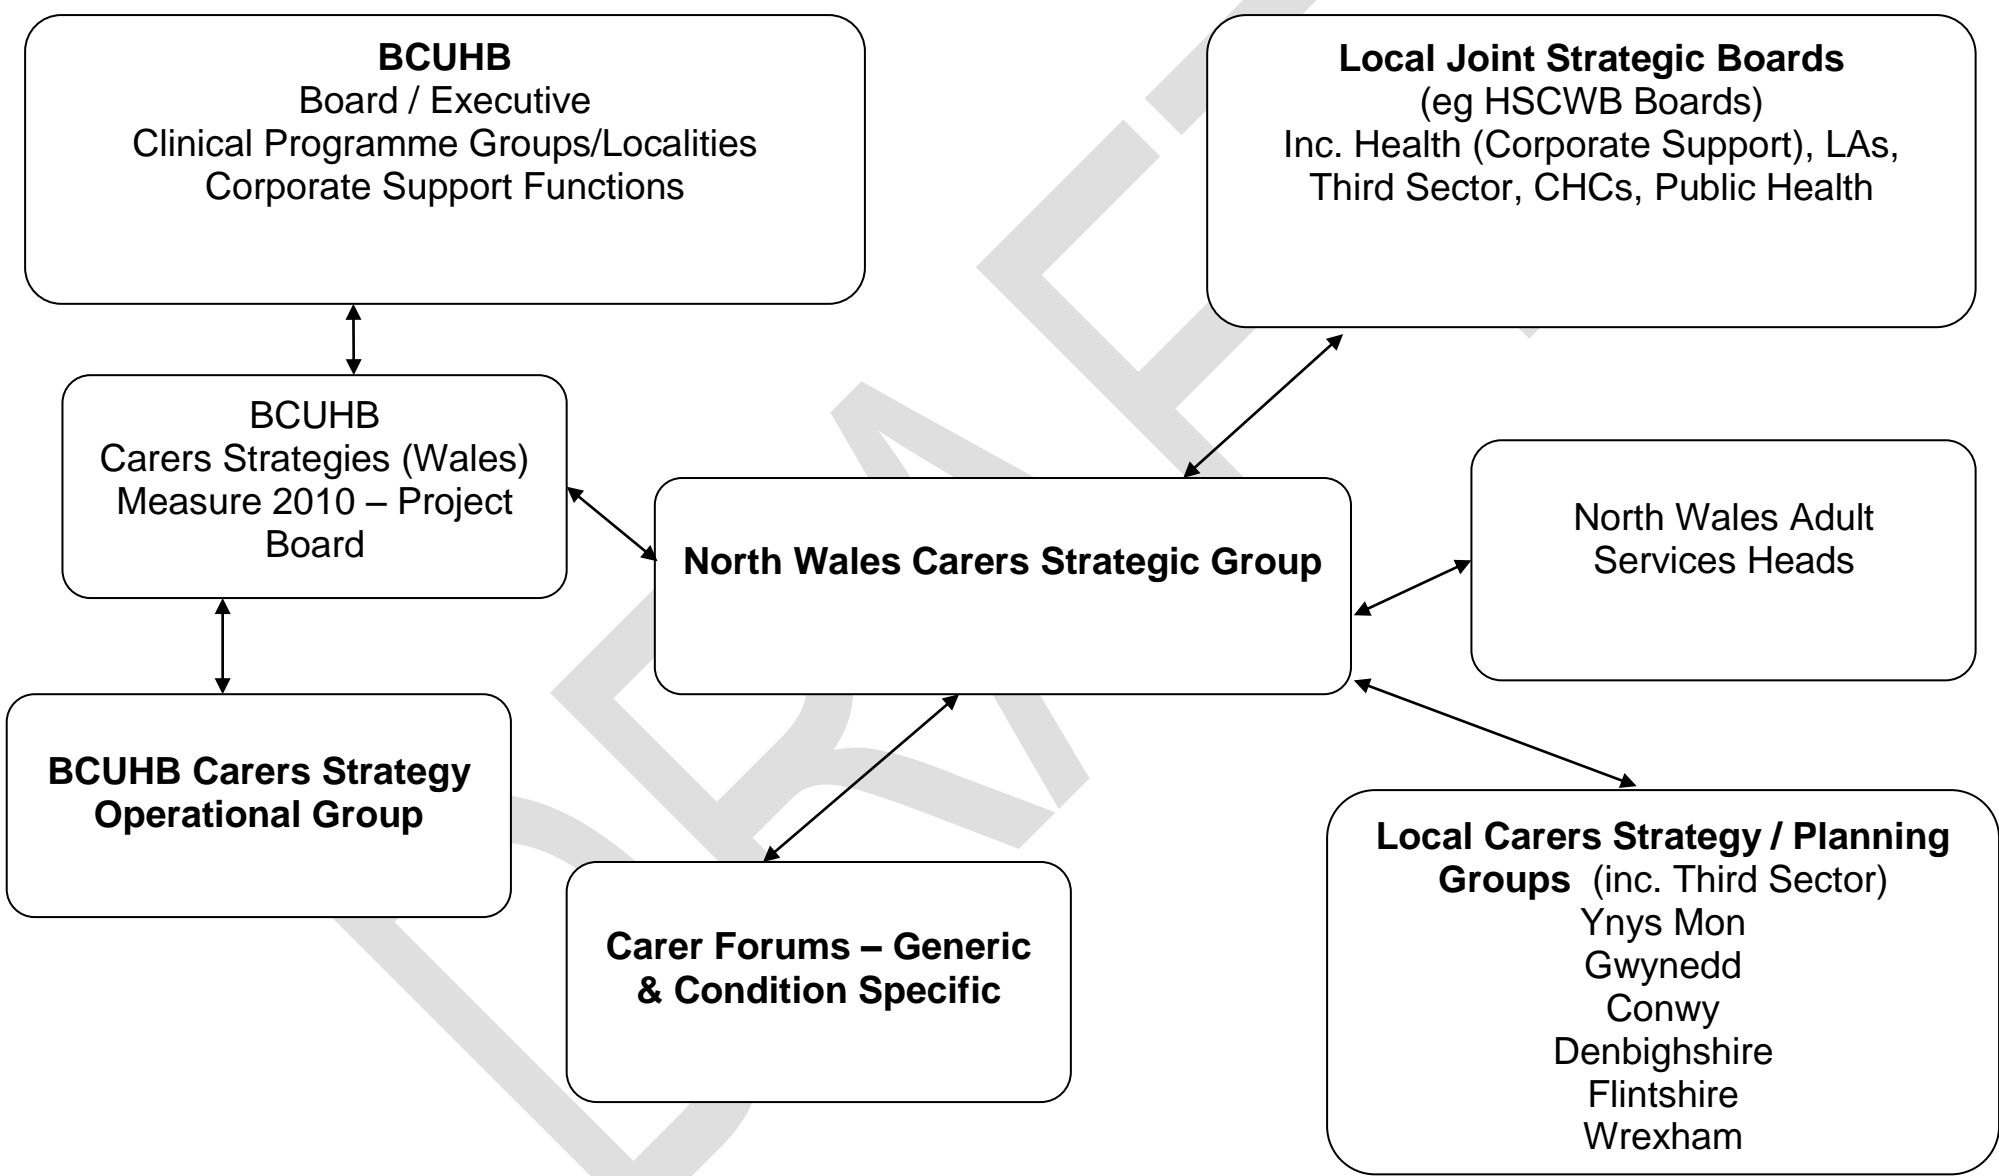 BCUHB
Board / Executive
Clinical Programme Groups/Localities
Corporate Support Functions
Local Joint Strategic Boards
(eg HSCWB Boards)
Inc. Health (Corporate Support), LAs,
Third Sector, CHCs, Public Health
BCUHB
Carers Strategies (Wales)
Measure 2010 – Project
Board
North Wales Carers Strategic Group
North Wales Adult
Services Heads
BCUHB Carers Strategy
Operational Group
Carer Forums – Generic
& Condition Specific
Local Carers Strategy / Planning
Groups (inc. Third Sector)
Ynys Mon
Gwynedd
Conwy
Denbighshire
Flintshire
Wrexham
DRAFT